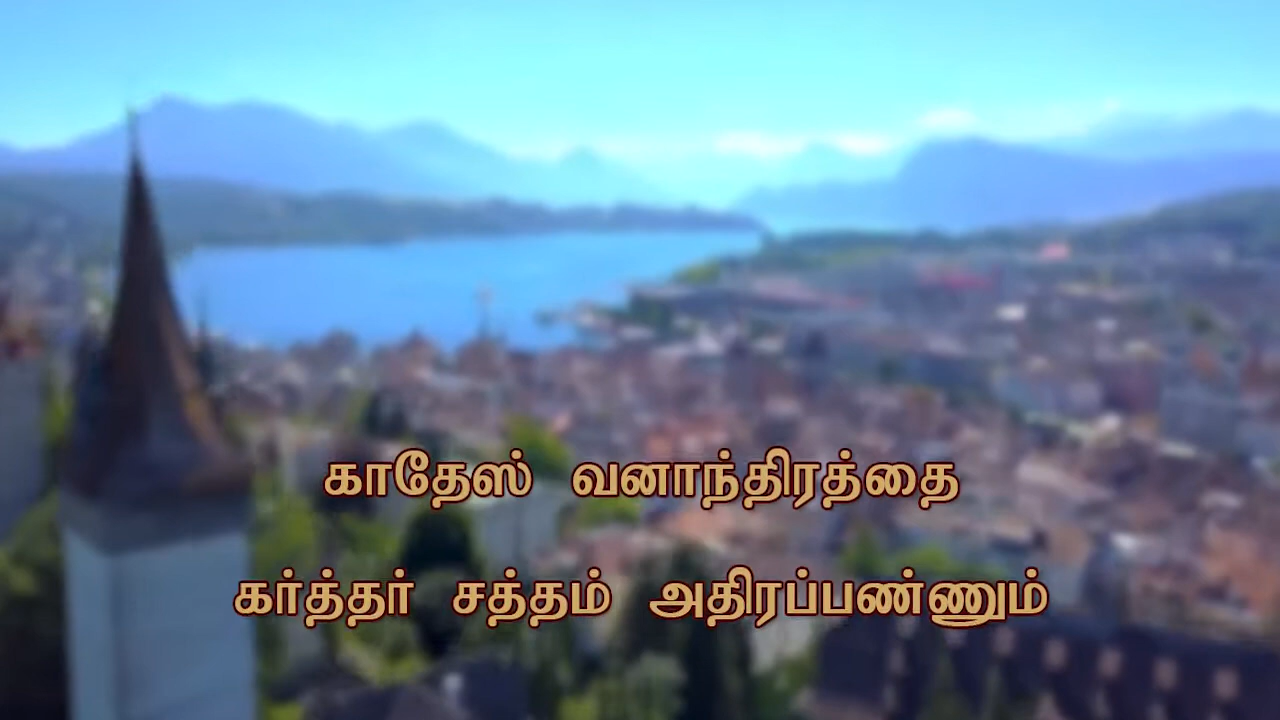 காதேஸ் வனாந்திரத்தை
கர்த்தர் சத்தம் அதிரப்பண்ணும்